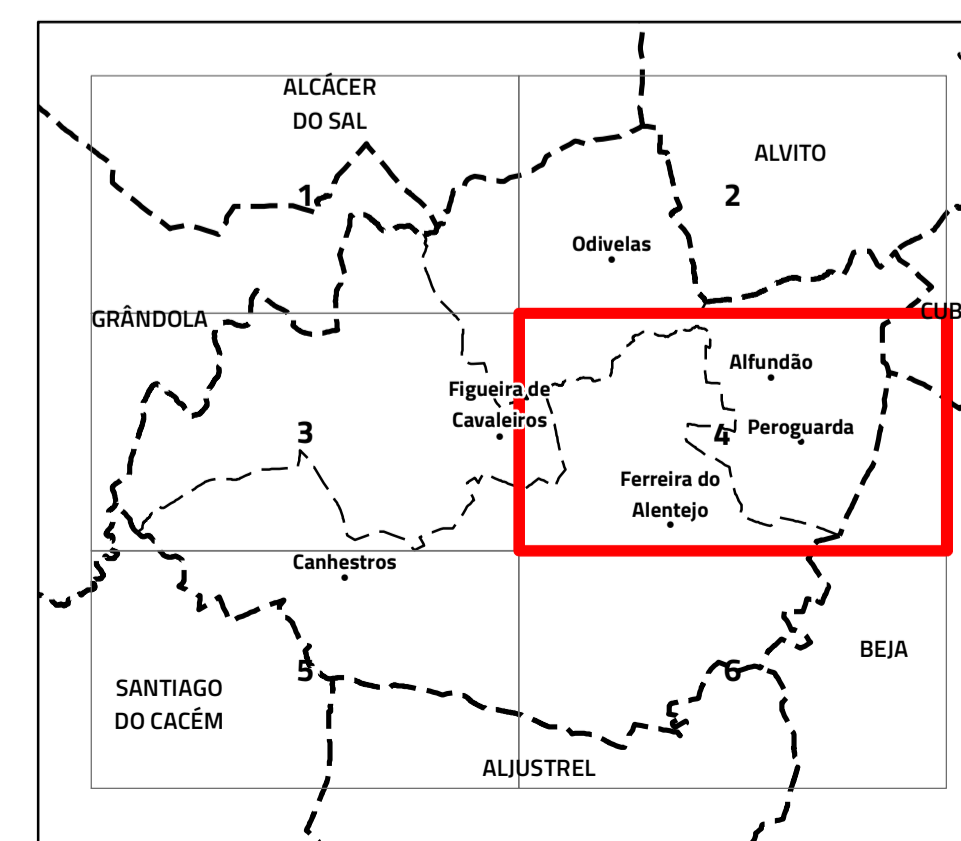 ALCÁCER
DO SAL
ALVITO
1
2
Odivelas
GRÂNDOLA
CUB
Alfundão
Figueira de
Cavaleiros
3
4
Peroguarda
Ferreira do
Alentejo
Canhestros
BEJA
5
6
SANTIAGO
DO CACÉM
ALJUSTREL